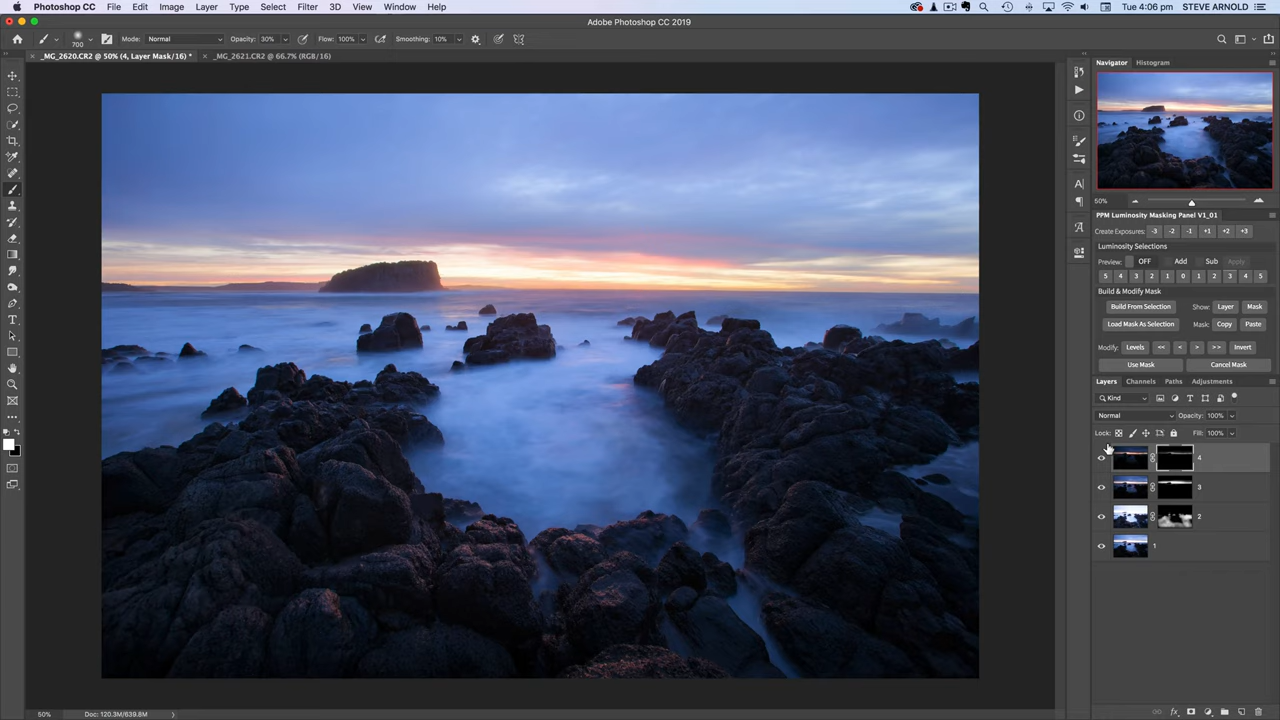 Photoshop CC File Edit Image Layer Type Select Filter 3D View Window Help Tue 4:06 pm STEVE ARNOLD
Adobe Photoshop CC 2019
700 Mode: Normal Opacity: 30% Flow: 100% Smoothing: 10%
_MG_2620.CR2 @ 50% (4, Layer Mask/16) * _MG_2621.CR2 @ 66.7% (RGB/16)
Navigator Histogram
50%
PPM Luminosity Masking Panel V1_01
Create Exposures: -3 -2 -1 +1 +2 +3
Luminosity Selections
Preview: OFF Add Sub Apply
5 4 3 2 1 0 1 2 3 4 5
Build & Modify Mask
Build From Selection Show: Layer Mask
Load Mask As Selection Mask: Copy Paste
Modify: Levels << < > >> Invert
Use Mask Cancel Mask
Layers Channels Paths Adjustments
Kind
Normal Opacity: 100%
Lock: Fill: 100%
4
3
2
1
50% Doc: 120.3M/639.8M